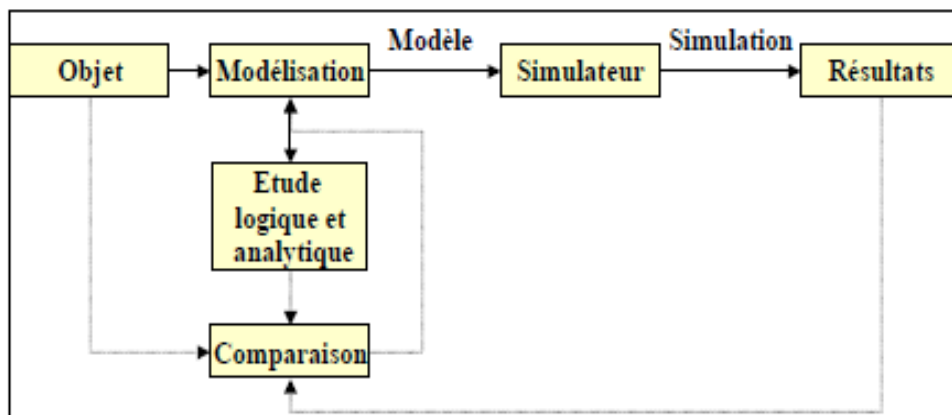 Modèle
Simulation
Objet
Modélisation
Simulateur
Résultats
Etude
logique et
analytique
Comparaison